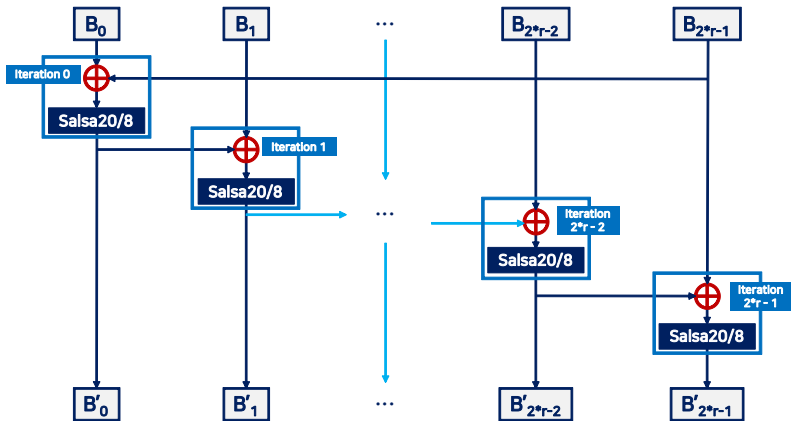 B₀
B₁
...
B₂*ᵣ₋₂
B₂*ᵣ₋₁
Iteration 0
Salsa20/8
Iteration 1
Salsa20/8
...
Iteration
2*r - 2
Salsa20/8
Iteration
2*r - 1
Salsa20/8
B′₀
B′₁
...
B′₂*ᵣ₋₂
B′₂*ᵣ₋₁